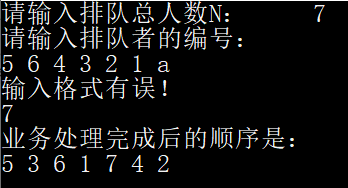 请输入排队总人数N:    7
请输入排队者的编号:
5 6 4 3 2 1 a
输入格式有误!
7
业务处理完成后的顺序是:
5 3 6 1 7 4 2